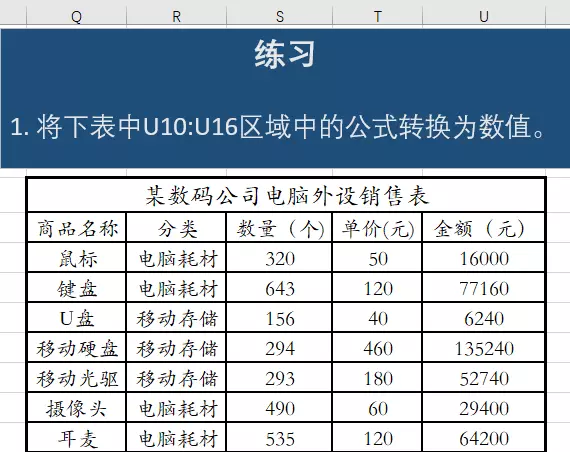 Q R S T U
练习
1. 将下表中U10:U16区域中的公式转换为数值。
某数码公司电脑外设销售表
商品名称 分类 数量（个） 单价(元) 金额（元）
鼠标 电脑耗材 320 50 16000
键盘 电脑耗材 643 120 77160
U盘 移动存储 156 40 6240
移动硬盘 移动存储 294 460 135240
移动光驱 移动存储 293 180 52740
摄像头 电脑耗材 490 60 29400
耳麦 电脑耗材 535 120 64200